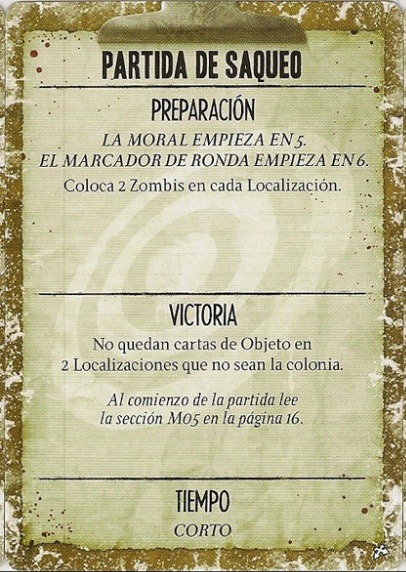 PARTIDA DE SAQUEO
PREPARACIÓN
LA MORAL EMPIEZA EN 5.
EL MARCADOR DE RONDA EMPIEZA EN 6.
Coloca 2 Zombis en cada Localización.
VICTORIA
No quedan cartas de Objeto en
2 Localizaciones que no sean la colonia.
Al comienzo de la partida lee
la sección M05 en la página 16.
TIEMPO
CORTO